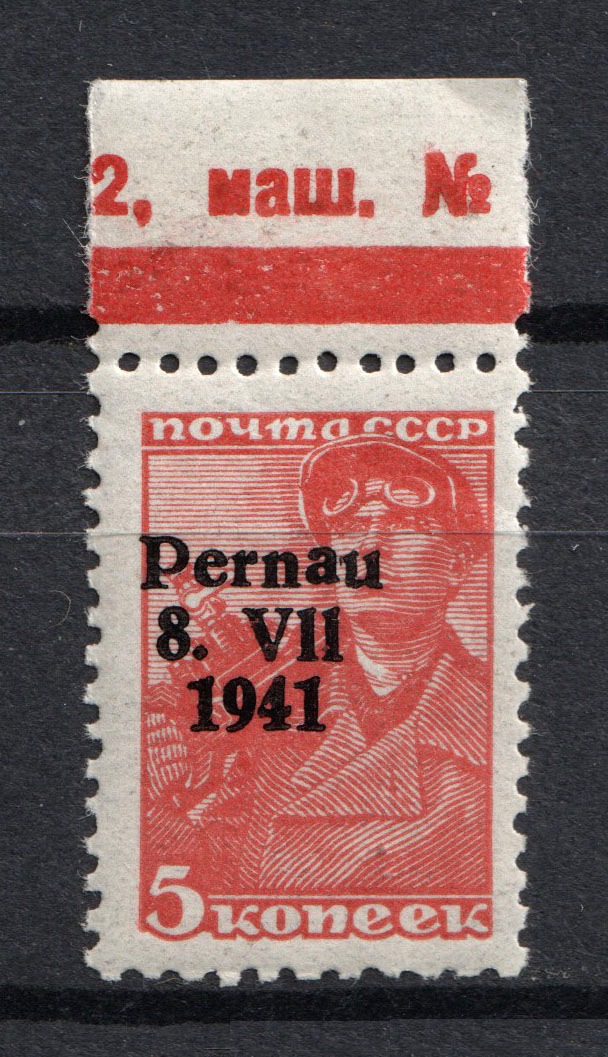 2, маш. №
почта СССР
Pernau
8. VII
1941
5 копеек